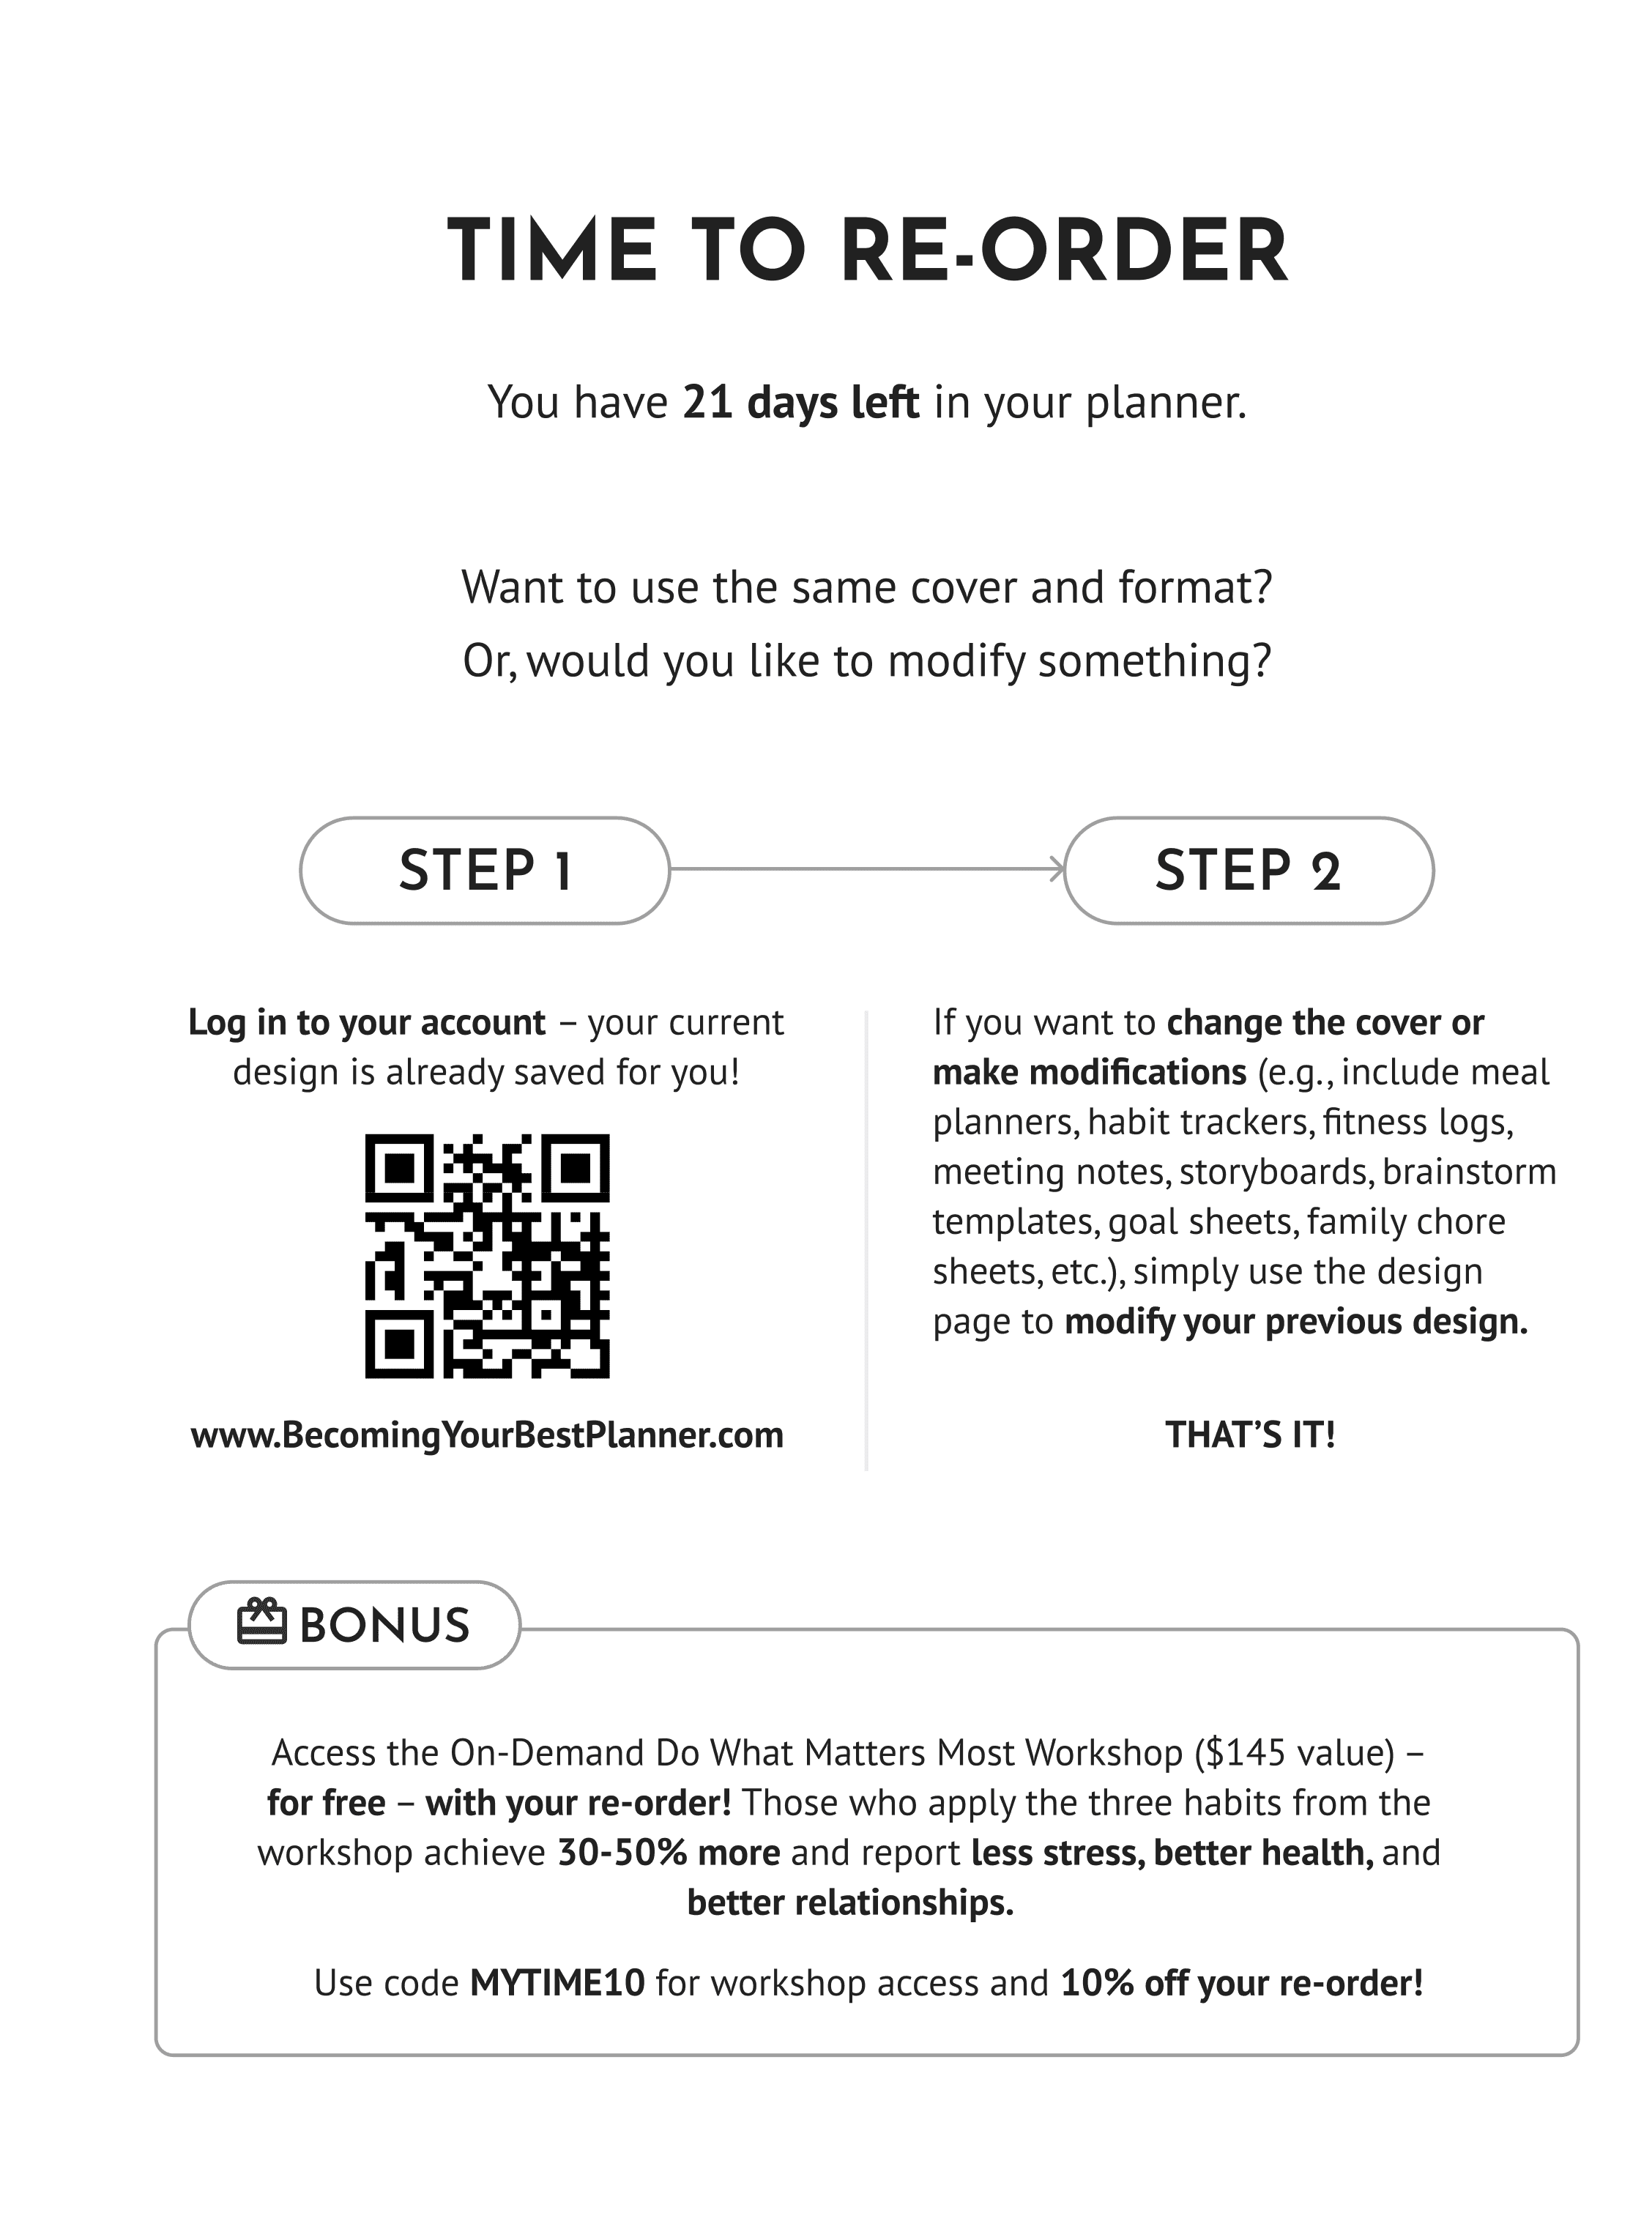 TIME TO RE-ORDER
You have 21 days left in your planner.
Want to use the same cover and format?
Or, would you like to modify something?
STEP 1
STEP 2
Log in to your account – your current
design is already saved for you!
www.BecomingYourBestPlanner.com
If you want to change the cover or
make modifications (e.g., include meal
planners, habit trackers, fitness logs,
meeting notes, storyboards, brainstorm
templates, goal sheets, family chore
sheets, etc.), simply use the design
page to modify your previous design.
THAT’S IT!
BONUS
Access the On-Demand Do What Matters Most Workshop ($145 value) –
for free – with your re-order! Those who apply the three habits from the
workshop achieve 30-50% more and report less stress, better health, and
better relationships.
Use code MYTIME10 for workshop access and 10% off your re-order!